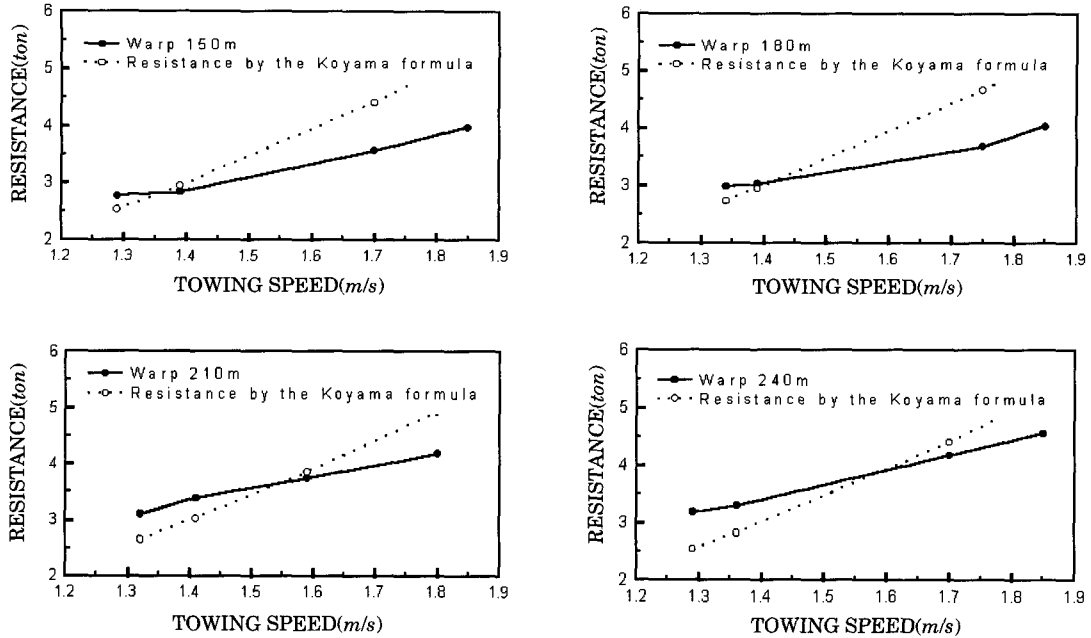 6
5
4
3
2
RESISTANCE(ton)
Warp 150m
Resistance by the Koyama formula
1.2 1.3 1.4 1.5 1.6 1.7 1.8 1.9
TOWING SPEED(m/s)
6
5
4
3
2
RESISTANCE(ton)
Warp 180m
Resistance by the Koyama formula
1.2 1.3 1.4 1.5 1.6 1.7 1.8 1.9
TOWING SPEED(m/s)
6
5
4
3
2
RESISTANCE(ton)
Warp 210m
Resistance by the Koyama formula
1.2 1.3 1.4 1.5 1.6 1.7 1.8 1.9
TOWING SPEED(m/s)
6
5
4
3
2
RESISTANCE(ton)
Warp 240m
Resistance by the Koyama formula
1.2 1.3 1.4 1.5 1.6 1.7 1.8 1.9
TOWING SPEED(m/s)